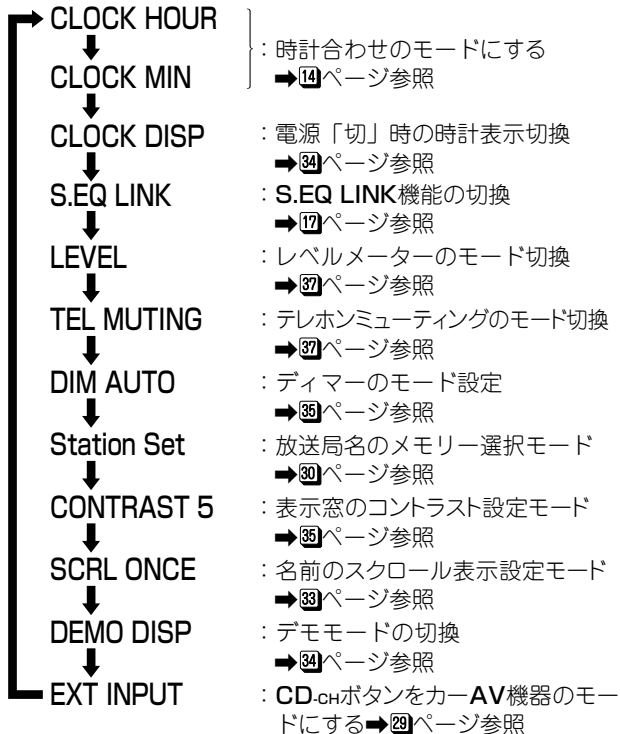 CLOCK HOUR
：時計合わせのモードにする
CLOCK MIN ➡14ページ参照
CLOCK DISP ：電源「切」時の時計表示切換
➡34ページ参照
S.EQ LINK ：S.EQ LINK機能の切換
➡17ページ参照
LEVEL ：レベルメーターのモード切換
➡37ページ参照
TEL MUTING ：テレホンミューティングのモード切換
➡37ページ参照
DIM AUTO ：ディマーのモード設定
➡35ページ参照
Station Set ：放送局名のメモリー選択モード
➡30ページ参照
CONTRAST 5 ：表示窓のコントラスト設定モード
➡35ページ参照
SCRL ONCE ：名前のスクロール表示設定モード
➡33ページ参照
DEMO DISP ：デモモードの切換
➡34ページ参照
EXT INPUT ：CD-CHボタンをカーAV機器のモー
ドにする➡29ページ参照